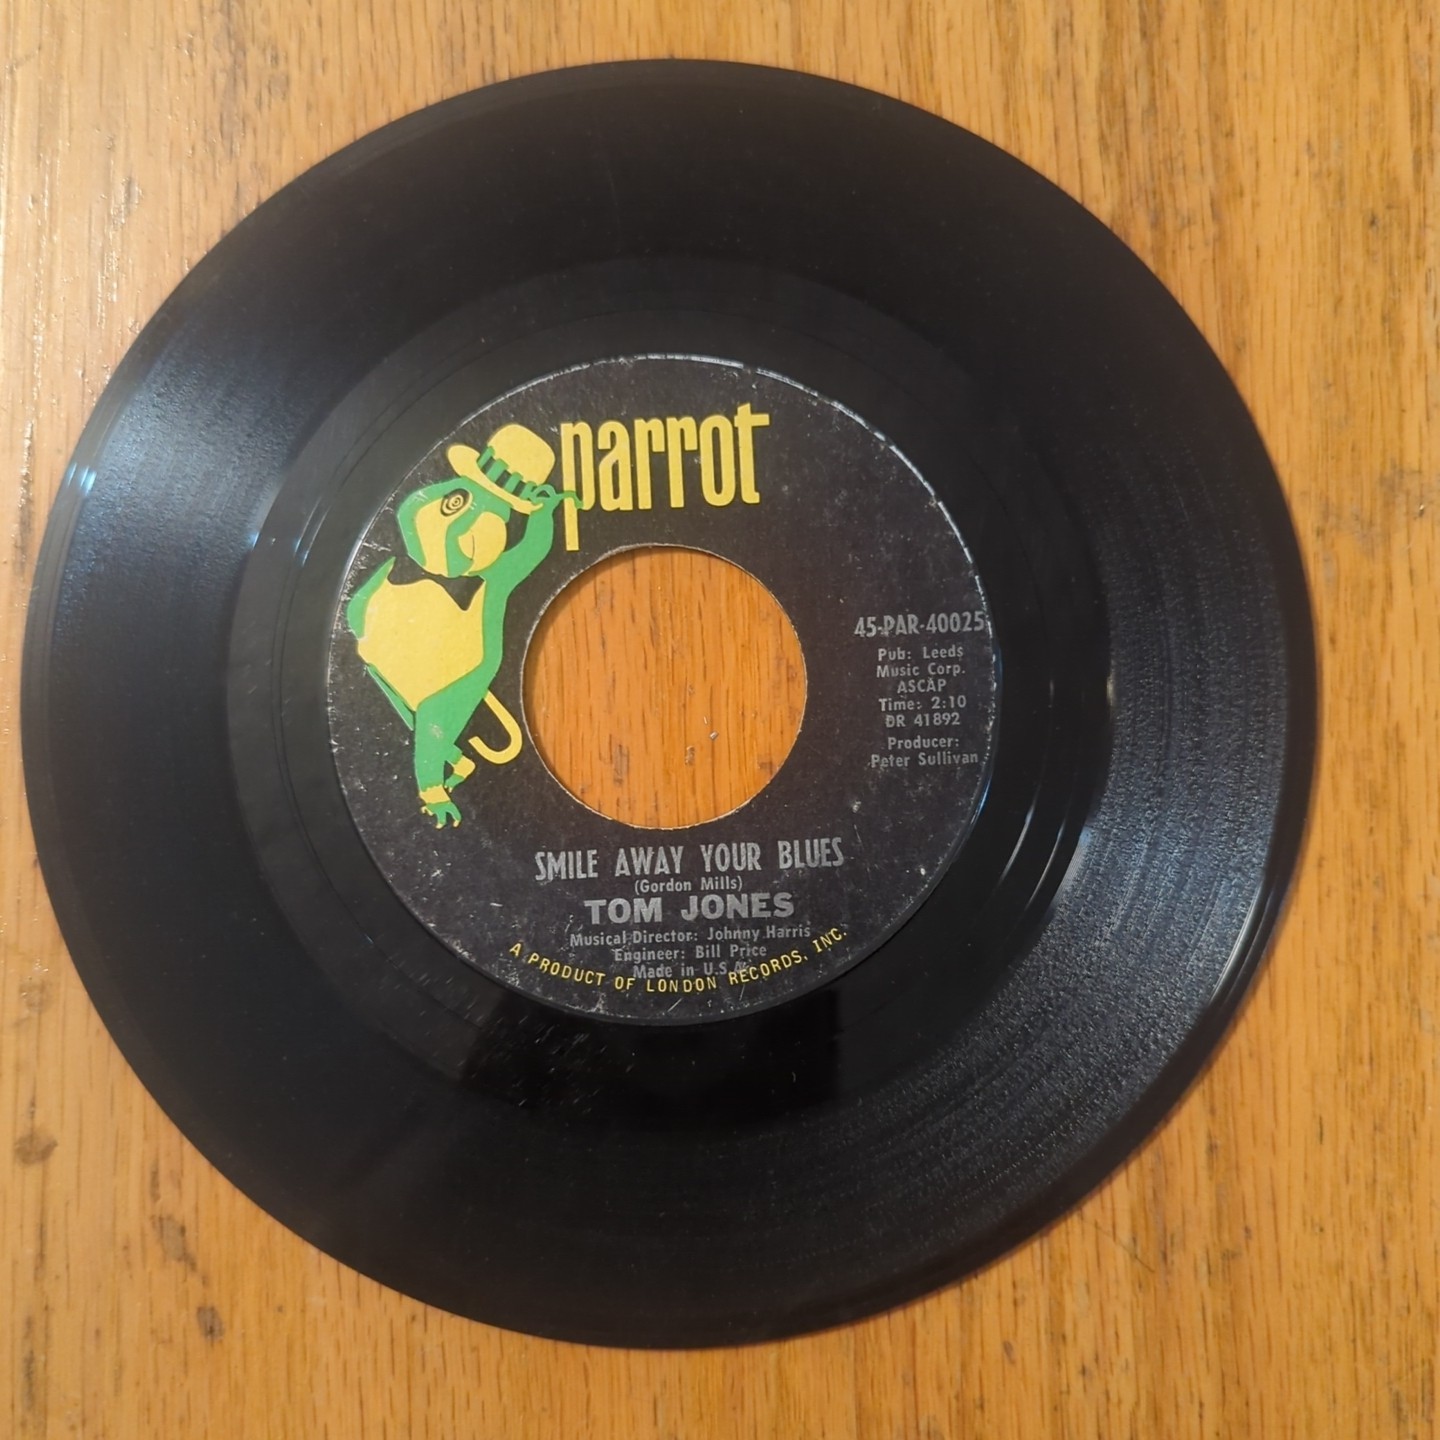 parrot
45-PAR-40025
Pub: Leeds
Music Corp.
ASCAP
Time: 2:10
DR 41892
Producer:
Peter Sullivan
SMILE AWAY YOUR BLUES
(Gordon Mills)
TOM JONES
Musical Director: Johnny Harris
Engineer: Bill Price
Made in U.S.A.
A PRODUCT OF LONDON RECORDS, INC.